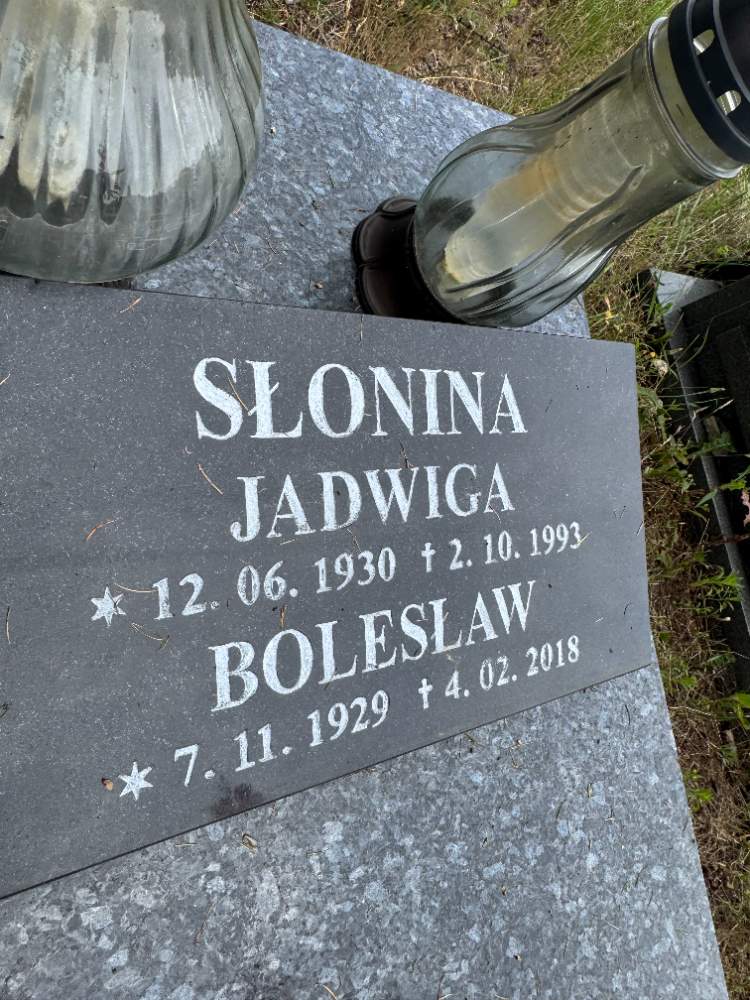 SŁONINA
JADWIGA
✶ 12. 06. 1930 † 2. 10. 1993
BOLESŁAW
✶ 7. 11. 1929 † 4. 02. 2018